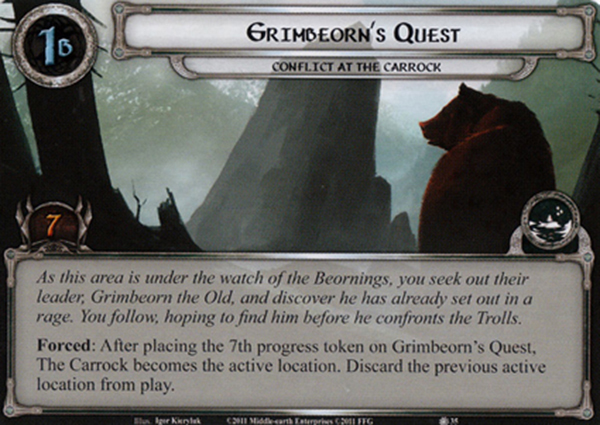 1B
GRIMBEORN'S QUEST
CONFLICT AT THE CARROCK
7
As this area is under the watch of the Beornings, you seek out their
leader, Grimbeorn the Old, and discover he has already set out in a
rage. You follow, hoping to find him before he confronts the Trolls.
Forced: After placing the 7th progress token on Grimbeorn's Quest,
The Carrock becomes the active location. Discard the previous active
location from play.
Illus. Igor Kieryluk ©2011 Middle-earth Enterprises ©2011 FFG 35